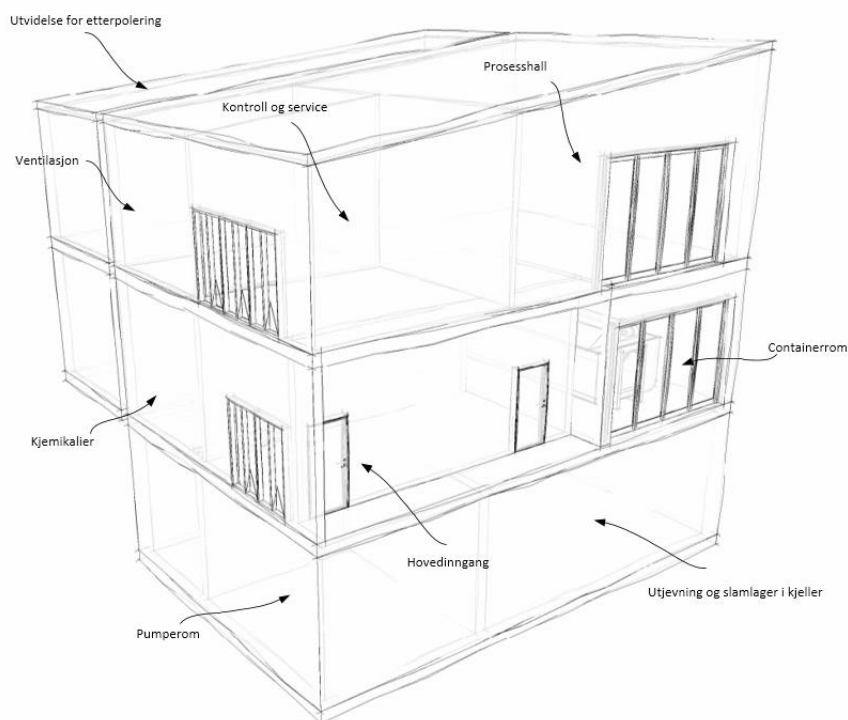 Utvidelse for etterpolering
Prosesshall
Kontroll og service
Ventilasjon
Containerrom
Kjemikalier
Hovedinngang
Utjevning og slamlager i kjeller
Pumperom